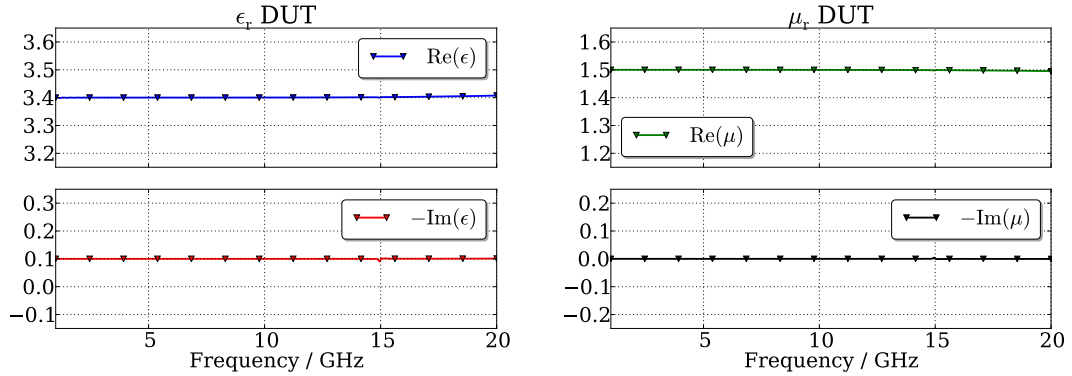 ϵr DUT
3.6
3.5
3.4
3.3
3.2
Re(ϵ)
0.3
0.2
0.1
0.0
−0.1
−Im(ϵ)
5 10 15 20
Frequency / GHz
μr DUT
1.6
1.5
1.4
1.3
1.2
Re(μ)
0.2
0.1
0.0
−0.1
−0.2
−Im(μ)
5 10 15 20
Frequency / GHz